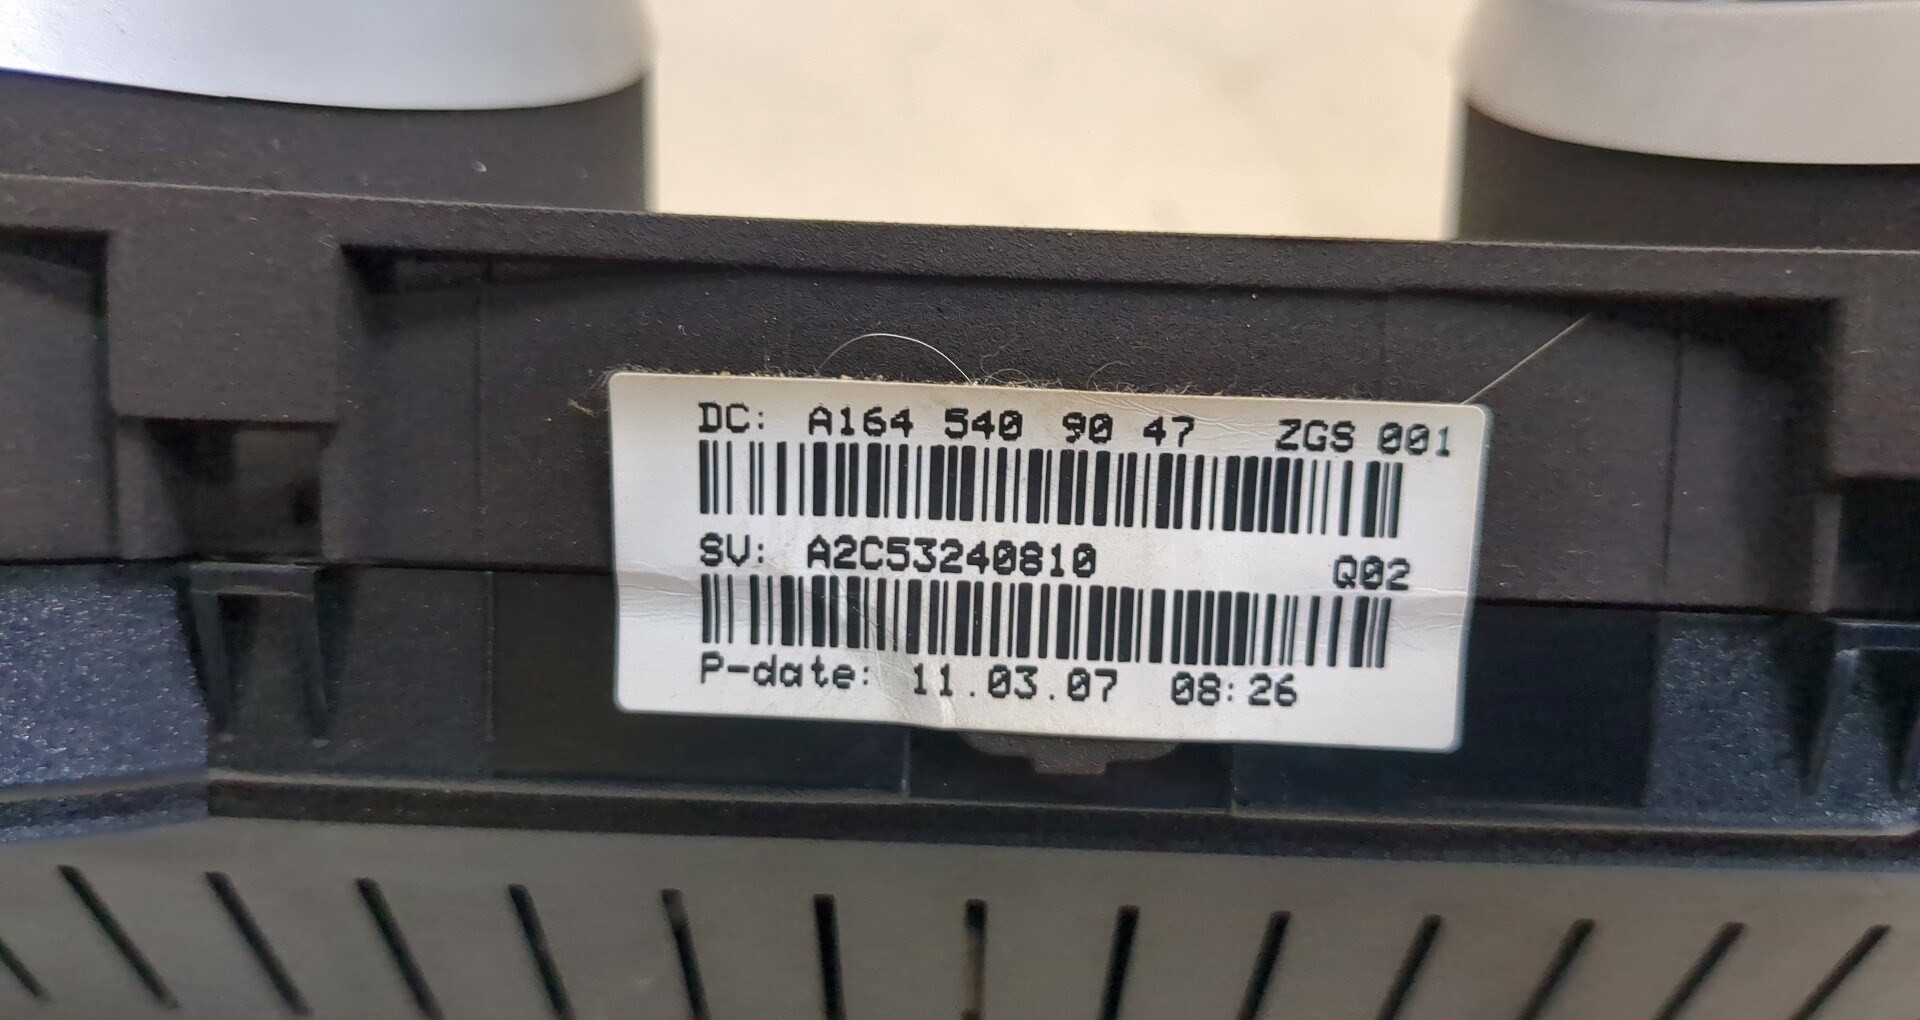 DC: A164 540 90 47 ZGS 001
SV: A2C53240810 Q02
P-date: 11.03.07 08:26